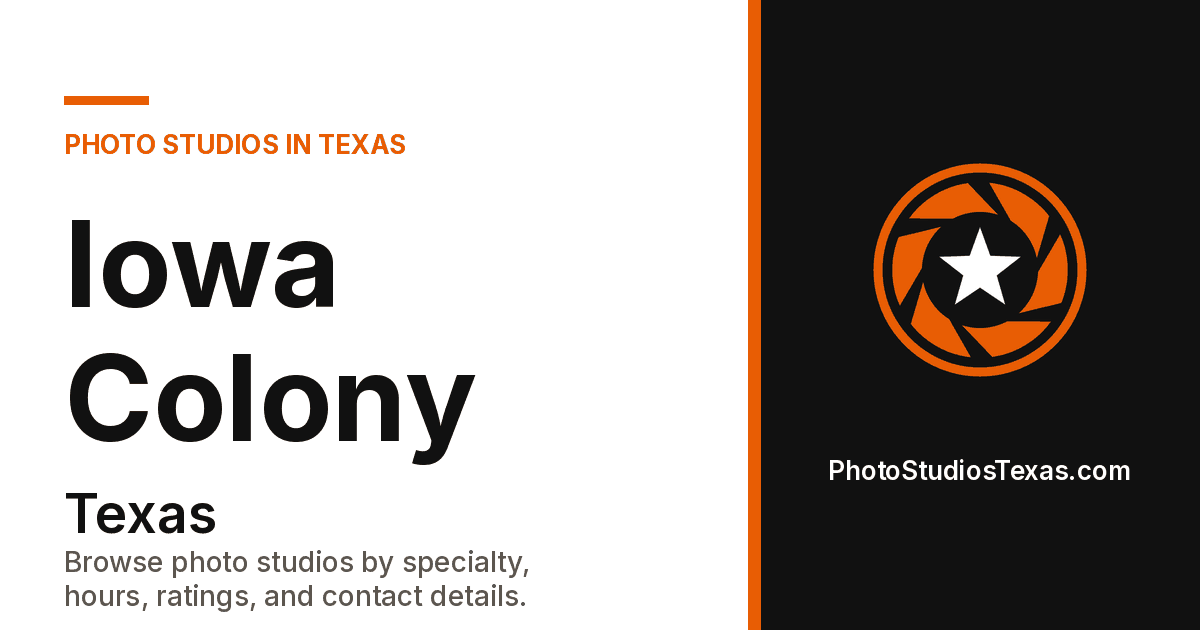 PHOTO STUDIOS IN TEXAS
Iowa
Colony
Texas
Browse photo studios by specialty,
hours, ratings, and contact details.
PhotoStudiosTexas.com